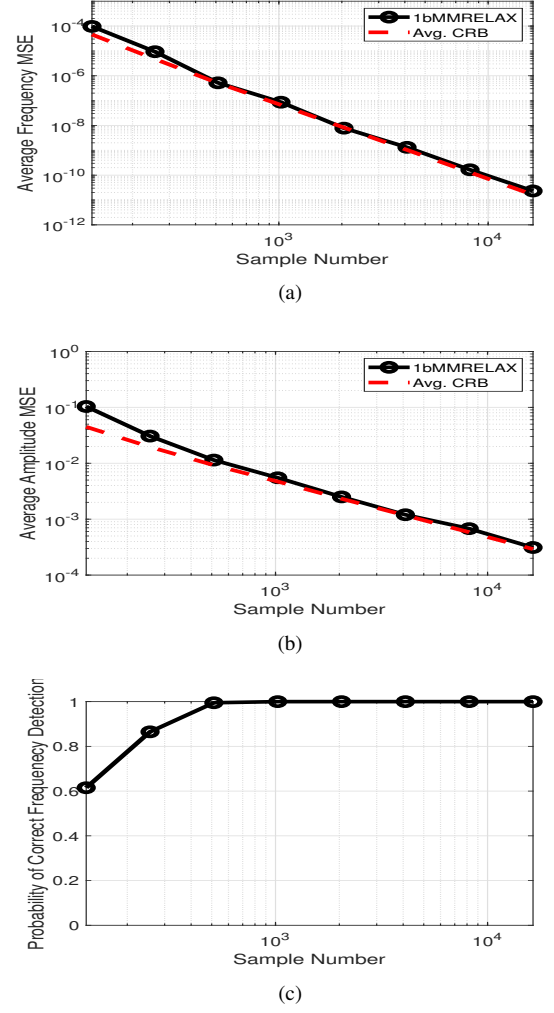 10^-4
10^-6
10^-8
10^-10
10^-12
Average Frequency MSE
1bMMRELAX
Avg. CRB
10^3
10^4
Sample Number
(a)
10^0
10^-1
10^-2
10^-3
10^-4
Average Amplitude MSE
1bMMRELAX
Avg. CRB
10^3
10^4
Sample Number
(b)
1
0.8
0.6
0.4
0.2
0
Probability of Correct Frequenecy Detection
10^3
10^4
Sample Number
(c)